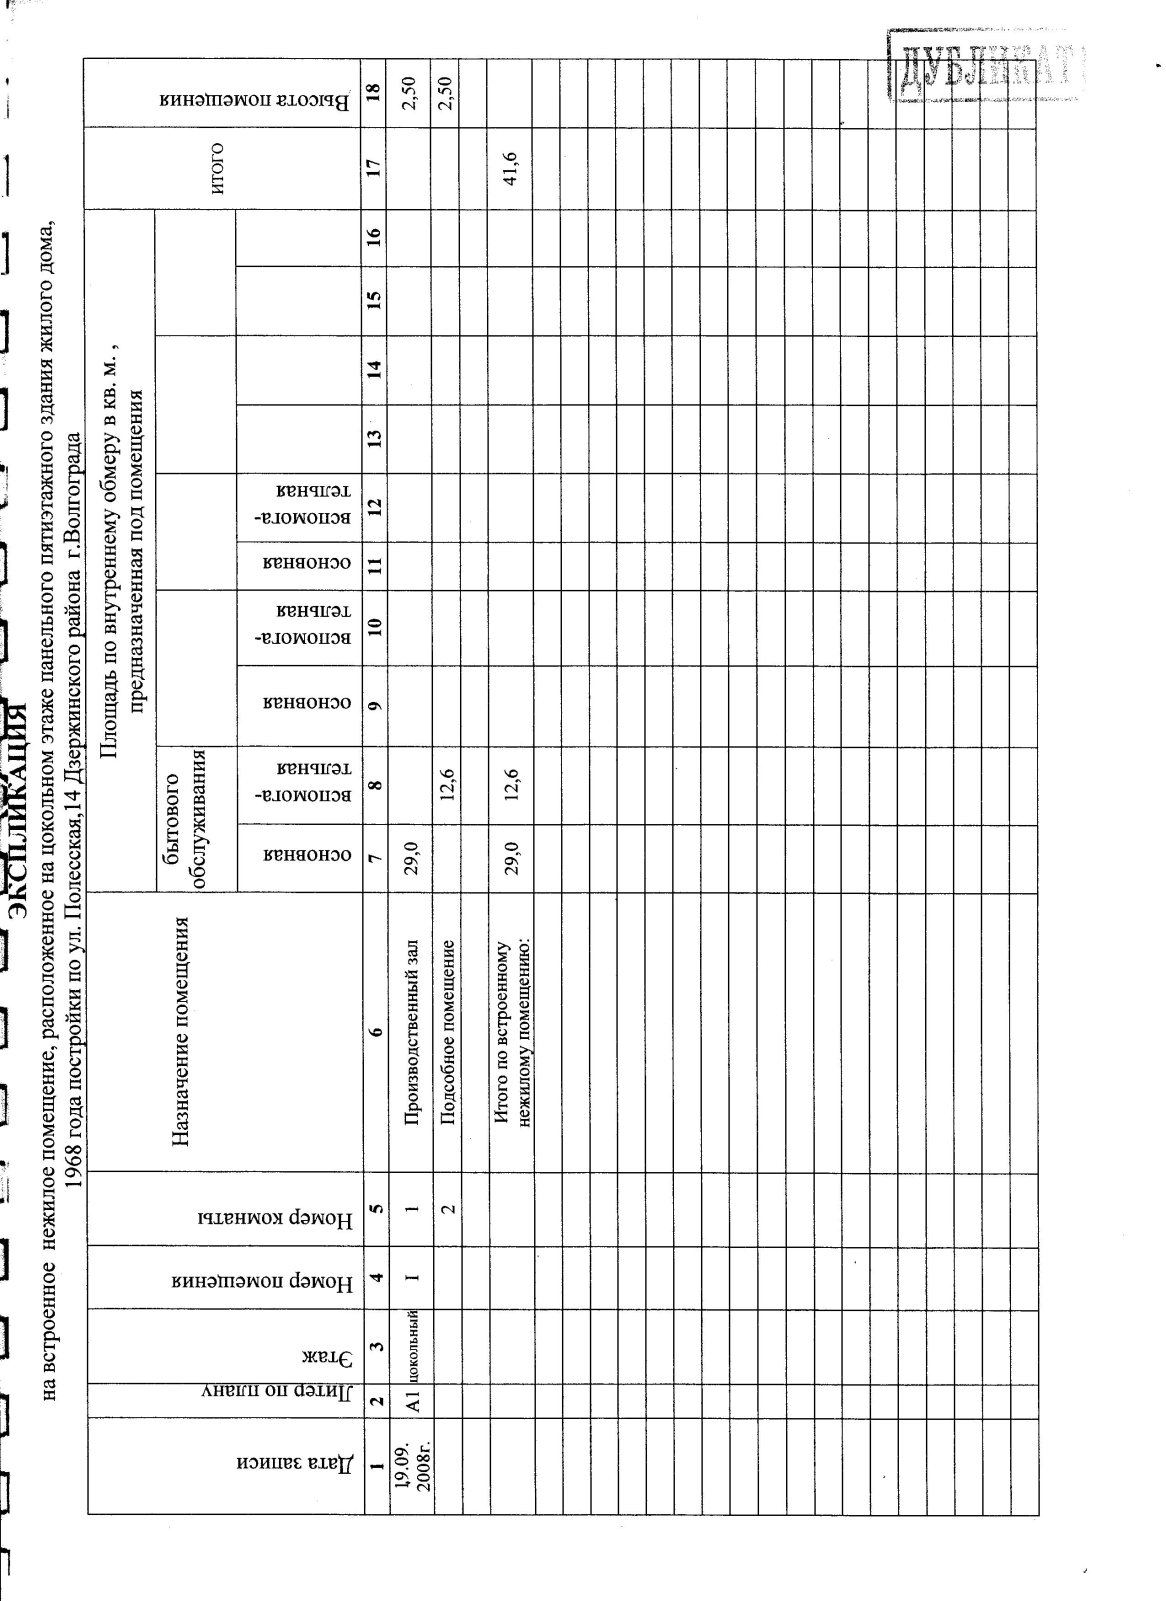 ДУБЛИКАТ
ЭКСПЛИКАЦИЯ
на встроенное нежилое помещение, расположенное на цокольном этаже панельного пятиэтажного здания жилого дома,
1968 года постройки по ул. Полесская,14 Дзержинского района г.Волгограда
Дата записи
Литер по плану
Этаж
Номер помещения
Номер комнаты
Назначение помещения
Площадь по внутреннему обмеру в кв. м. ,
предназначенная под помещения
бытового
обслуживания
основная
вспомога-
тельная
основная
вспомога-
тельная
основная
вспомога-
тельная
итого
Высота помещения
1 2 3 4 5 6 7 8 9 10 11 12 13 14 15 16 17 18
19.09.
2008г.
А1 цокольный I 1 Производственный зал 29,0 2,50
2 Подсобное помещение 12,6 2,50
Итого по встроенному
нежилому помещению:
29,0 12,6 41,6